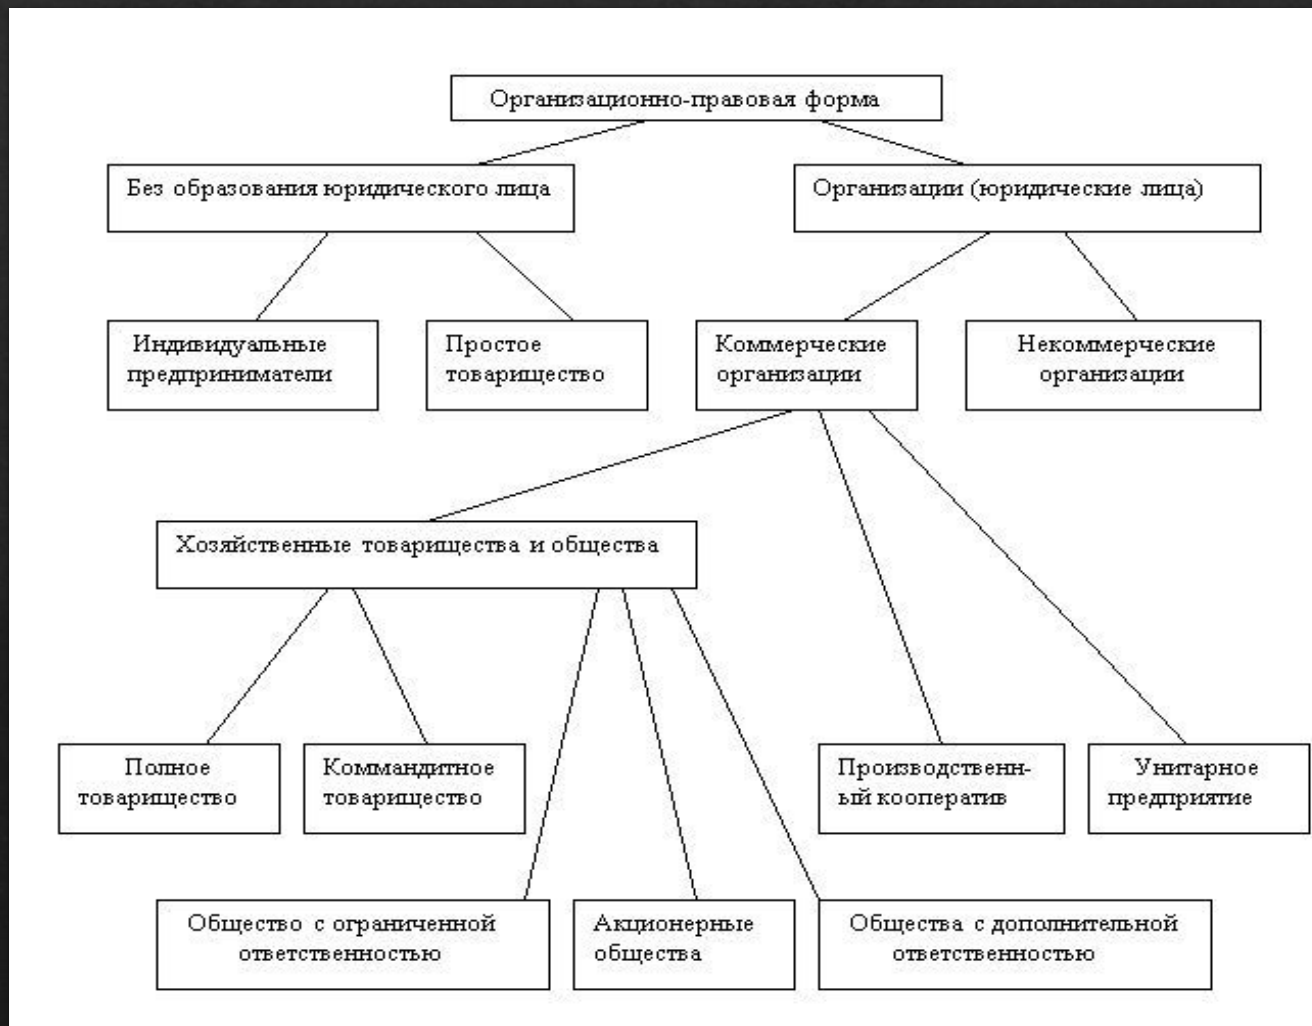 Организационно-правовая форма
Без образования юридического лица
Организации (юридические лица)
Индивидуальные
предприниматели
Простое
товарищество
Коммерческие
организации
Некоммерческие
организации
Хозяйственные товарищества и общества
Полное
товарищество
Коммандитное
товарищество
Производственн-
ый кооператив
Унитарное
предприятие
Общество с ограниченной
ответственностью
Акционерные
общества
Общества с дополнительной
ответственностью